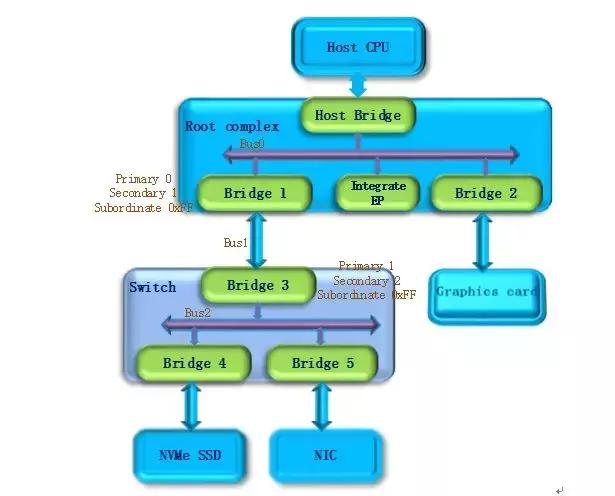 Host CPU
Host Bridge
Root complex
Bus0
Primary 0
Secondary 1
Subordinate 0xFF
Bridge 1
Integrate
EP
Bridge 2
Bus1
Primary 1
Secondary 2
Subordinate 0xFF
Switch
Bridge 3
Graphics card
Bus2
Bridge 4
Bridge 5
NVMe SSD
NIC